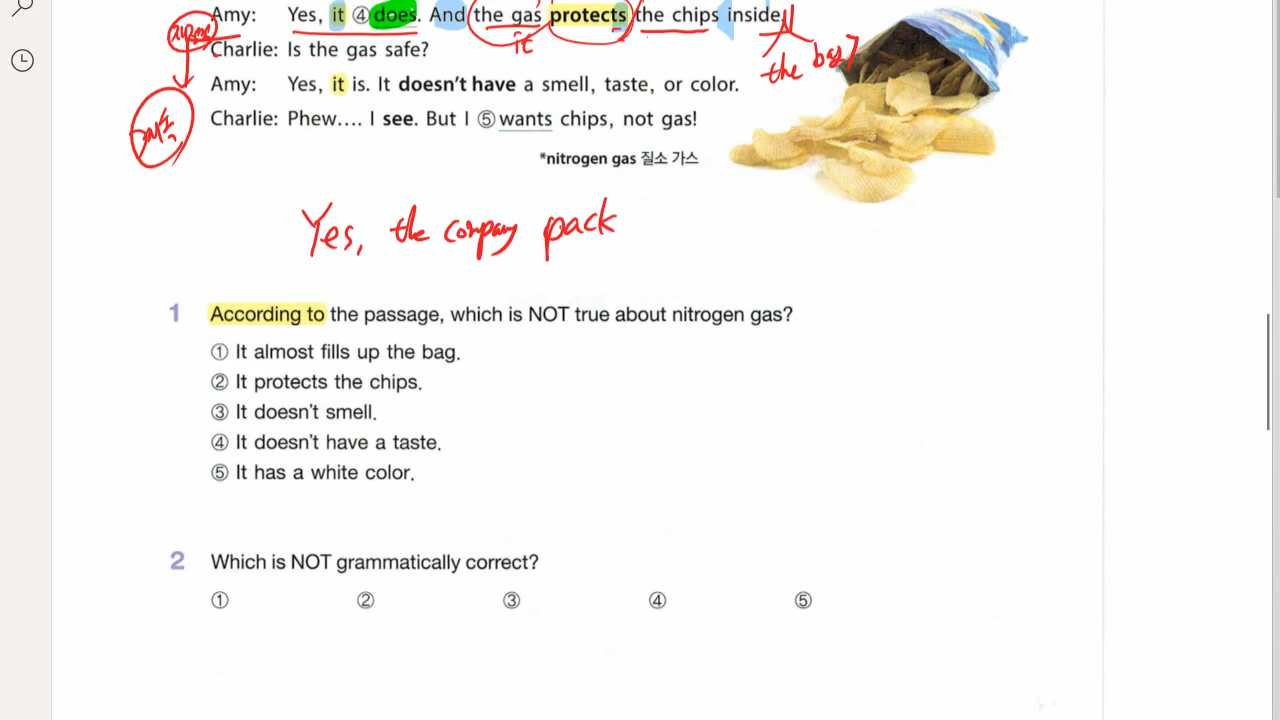 Amy: Yes, it ④ does. And the gas protects the chips inside.
it
the bag
Charlie: Is the gas safe?
Amy: Yes, it is. It doesn't have a smell, taste, or color.
Charlie: Phew.... I see. But I ⑤ wants chips, not gas!
*nitrogen gas 질소 가스
Yes, the company pack
1 According to the passage, which is NOT true about nitrogen gas?
① It almost fills up the bag.
② It protects the chips.
③ It doesn't smell.
④ It doesn't have a taste.
⑤ It has a white color.
2 Which is NOT grammatically correct?
① ② ③ ④ ⑤